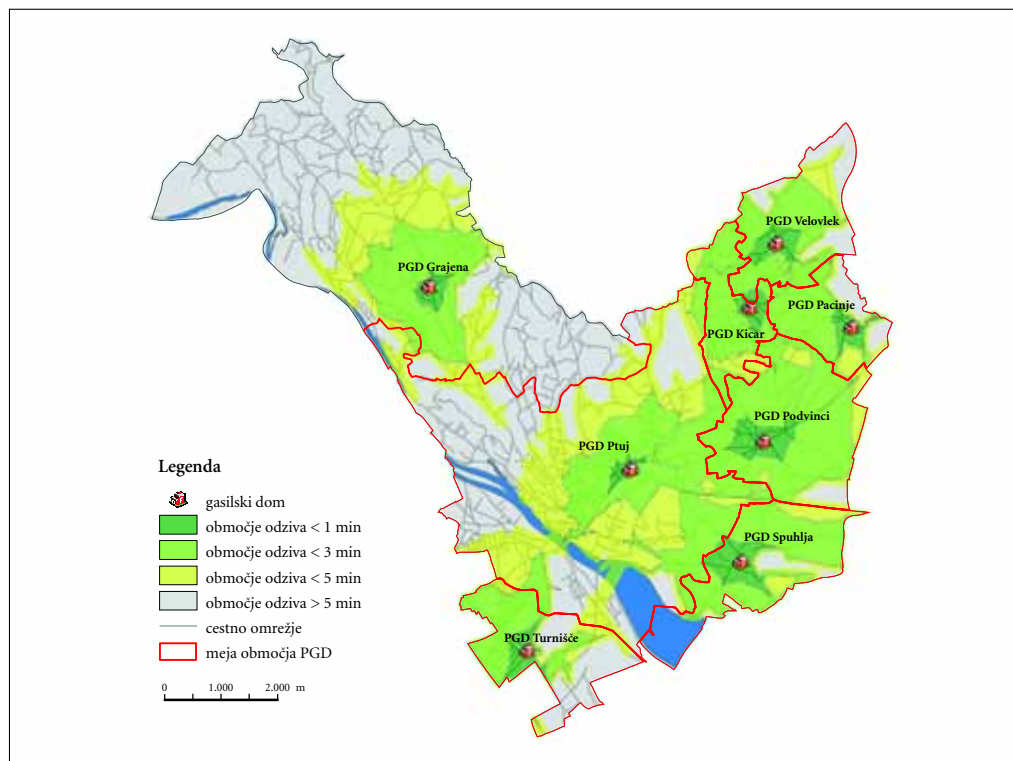 PGD Velovlek
PGD Grajena
PGD Pacinje
PGD Kicar
PGD Podvinci
PGD Ptuj
PGD Spuhlja
PGD Turnišče
Legenda
gasilski dom
območje odziva < 1 min
območje odziva < 3 min
območje odziva < 5 min
območje odziva > 5 min
cestno omrežje
meja območja PGD
0 1.000 2.000 m